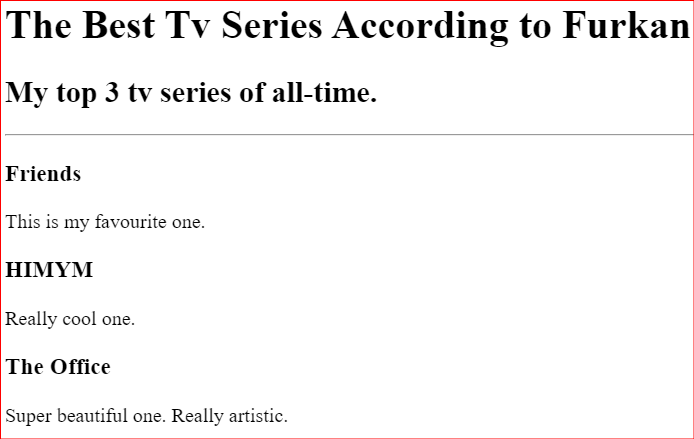 The Best Tv Series According to Furkan
My top 3 tv series of all-time.
Friends
This is my favourite one.
HIMYM
Really cool one.
The Office
Super beautiful one. Really artistic.